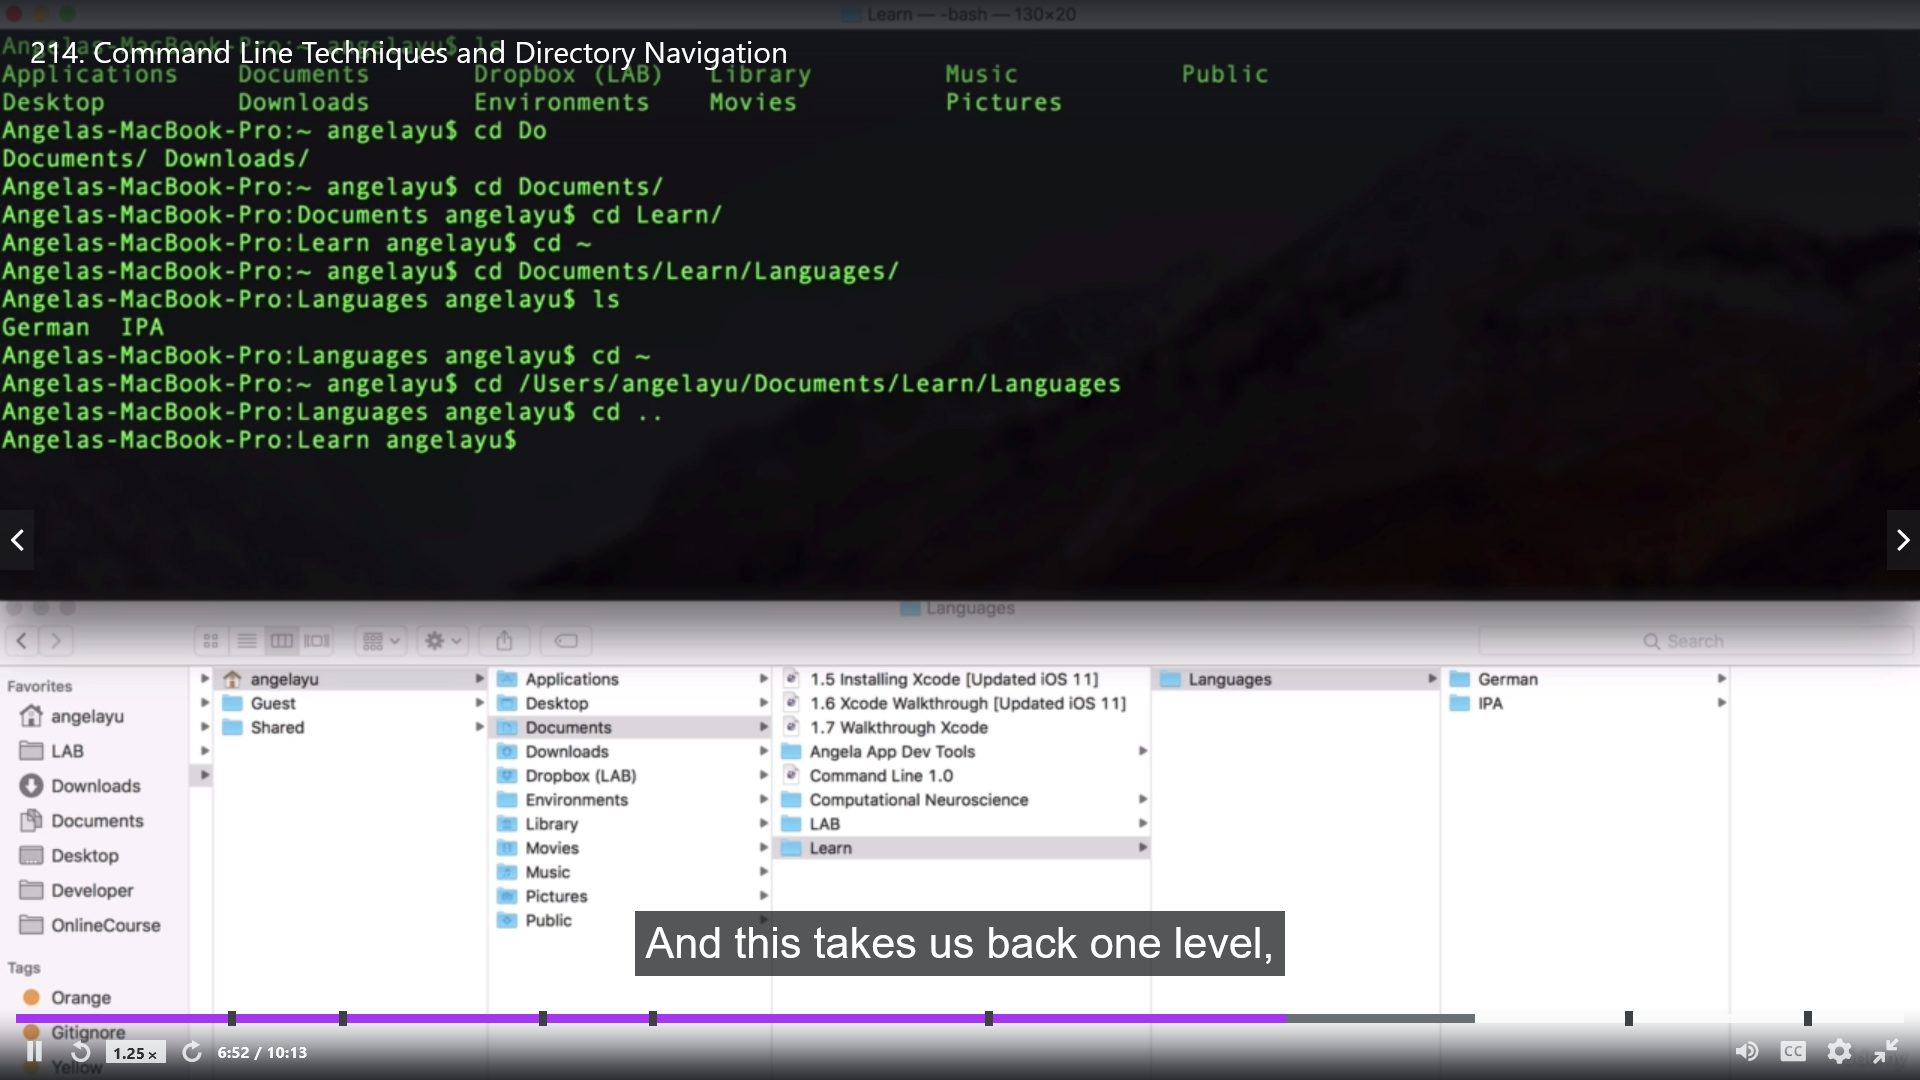 Learn — -bash — 130×20
214. Command Line Techniques and Directory Navigation
Angelas-MacBook-Pro:~ angelayu$ ls
Applications Documents Dropbox (LAB) Library Music Public
Desktop Downloads Environments Movies Pictures
Angelas-MacBook-Pro:~ angelayu$ cd Do
Documents/ Downloads/
Angelas-MacBook-Pro:~ angelayu$ cd Documents/
Angelas-MacBook-Pro:Documents angelayu$ cd Learn/
Angelas-MacBook-Pro:Learn angelayu$ cd ~
Angelas-MacBook-Pro:~ angelayu$ cd Documents/Learn/Languages/
Angelas-MacBook-Pro:Languages angelayu$ ls
German IPA
Angelas-MacBook-Pro:Languages angelayu$ cd ~
Angelas-MacBook-Pro:~ angelayu$ cd /Users/angelayu/Documents/Learn/Languages
Angelas-MacBook-Pro:Languages angelayu$ cd ..
Angelas-MacBook-Pro:Learn angelayu$
Languages
Search
Favorites
angelayu
LAB
Downloads
Documents
Desktop
Developer
OnlineCourse
Tags
Orange
Gitignore
Yellow
angelayu
Guest
Shared
Applications
Desktop
Documents
Downloads
Dropbox (LAB)
Environments
Library
Movies
Music
Pictures
Public
1.5 Installing Xcode [Updated iOS 11]
1.6 Xcode Walkthrough [Updated iOS 11]
1.7 Walkthrough Xcode
Angela App Dev Tools
Command Line 1.0
Computational Neuroscience
LAB
Learn
Languages
German
IPA
And this takes us back one level,
1.25×
6:52 / 10:13
CC